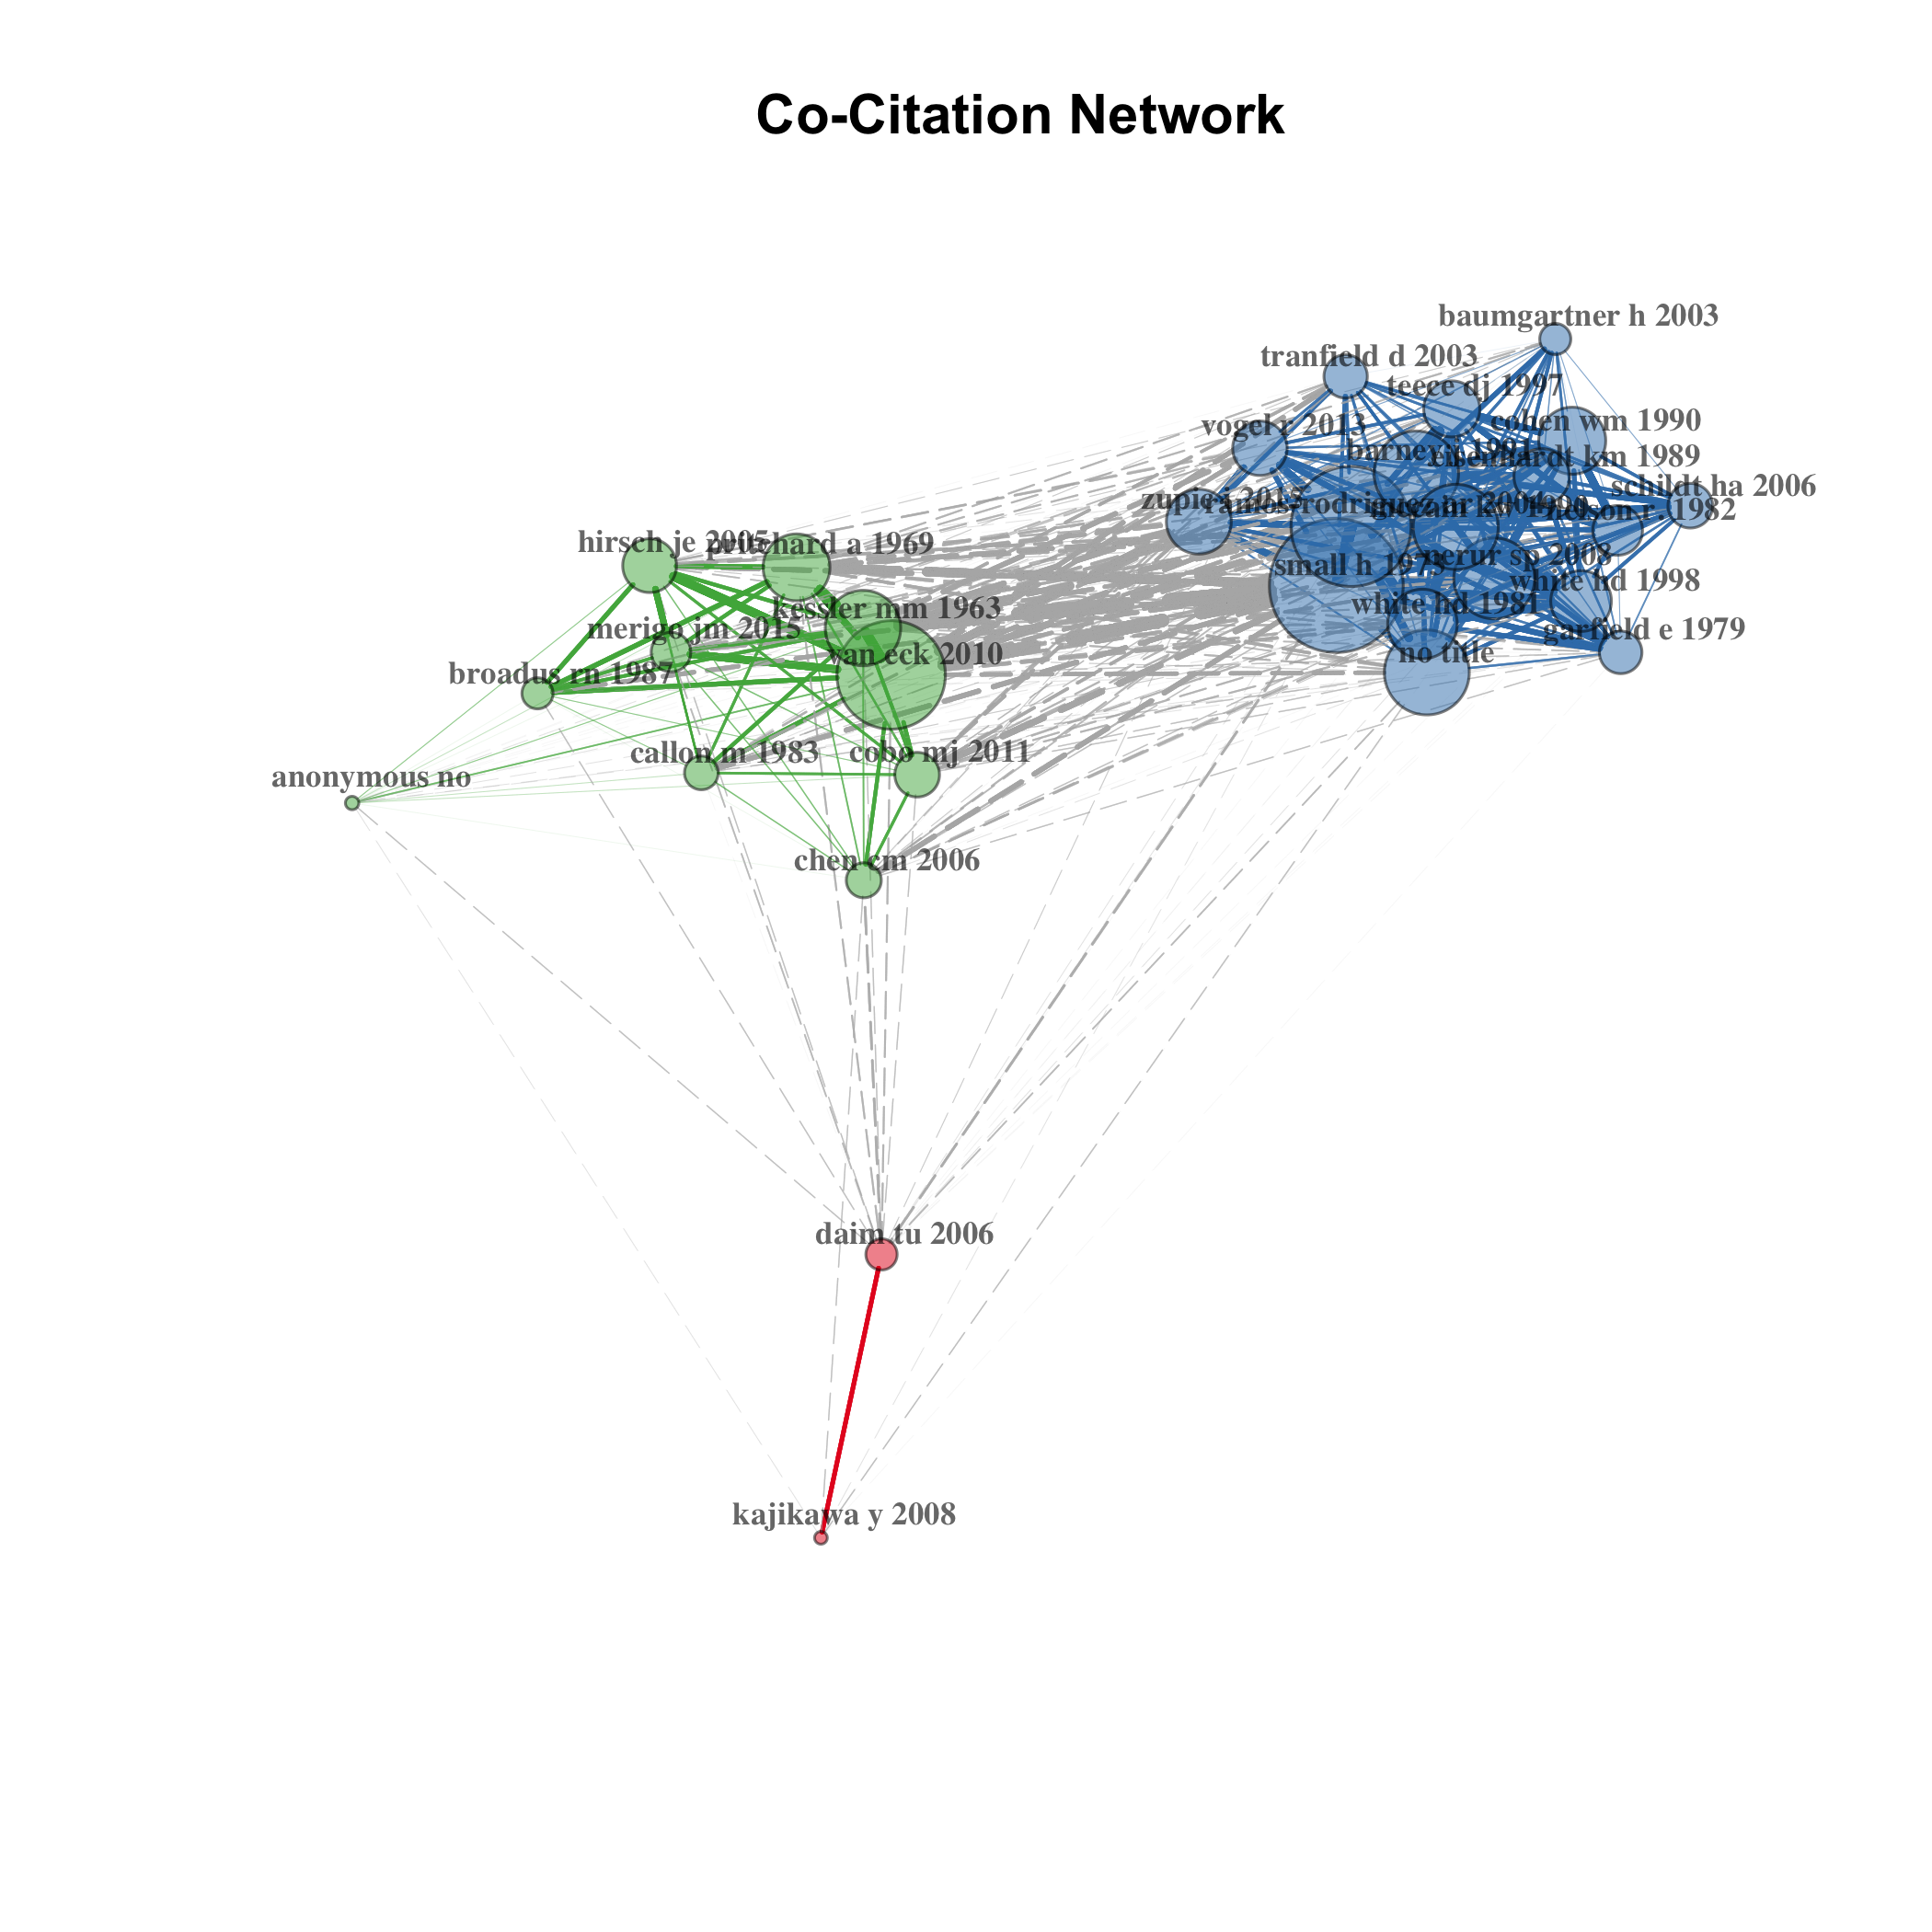 Co-Citation Network
baumgartner h 2003
tranfield d 2003
teece dj 1997
cohen wm 1990
vogel r 2013
barney j 1991
eisenhardt km 1989
schildt ha 2006
zupic i 2015
ramos-rodriguez ar 2004
nelson r. 1982
hirsch je 2005
pritchard a 1969
nerur sp 2008
small h 1973
white hd 1998
kessler mm 1963
white hd 1981
merigo jm 2015
garfield e 1979
van eck 2010
no title
broadus rn 1987
callon m 1983
cobo mj 2011
anonymous no
chen cm 2006
daim tu 2006
kajikawa y 2008